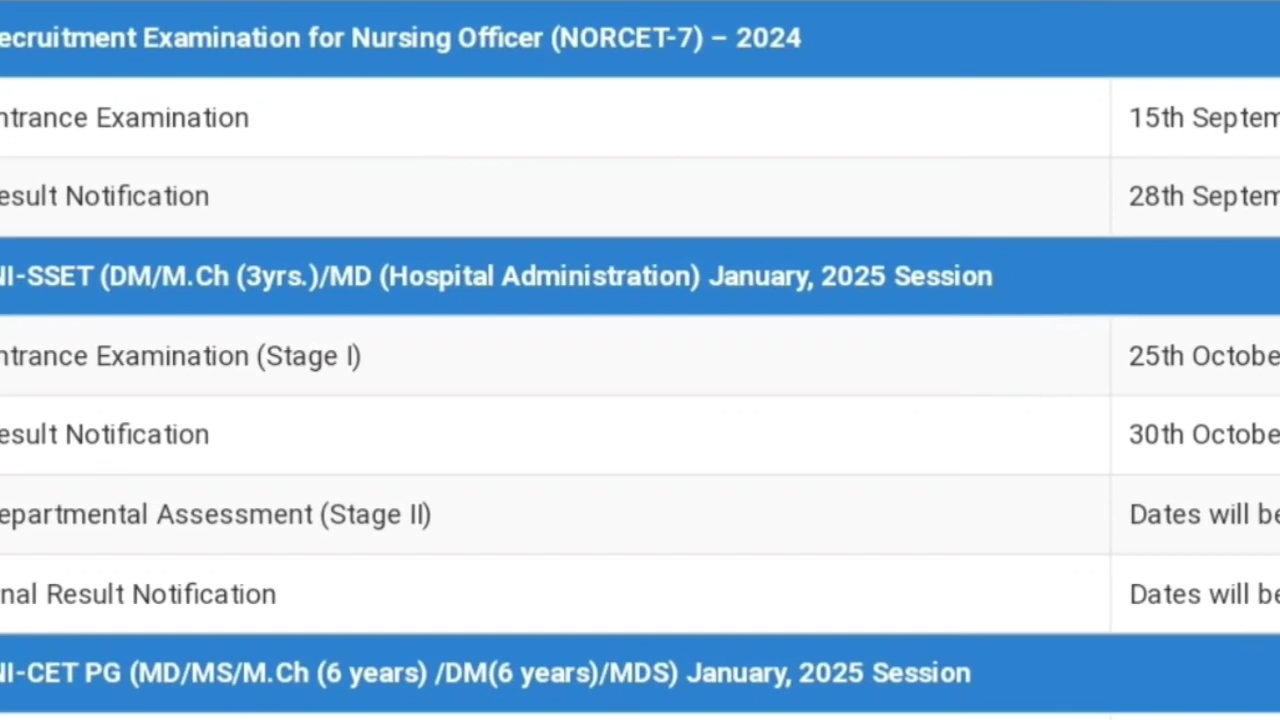 ecruitment Examination for Nursing Officer (NORCET-7) – 2024
ntrance Examination 15th Septem
esult Notification 28th Septem
NI-SSET (DM/M.Ch (3yrs.)/MD (Hospital Administration) January, 2025 Session
ntrance Examination (Stage I) 25th Octobe
esult Notification 30th Octobe
epartmental Assessment (Stage II) Dates will be
nal Result Notification Dates will be
NI-CET PG (MD/MS/M.Ch (6 years) /DM(6 years)/MDS) January, 2025 Session